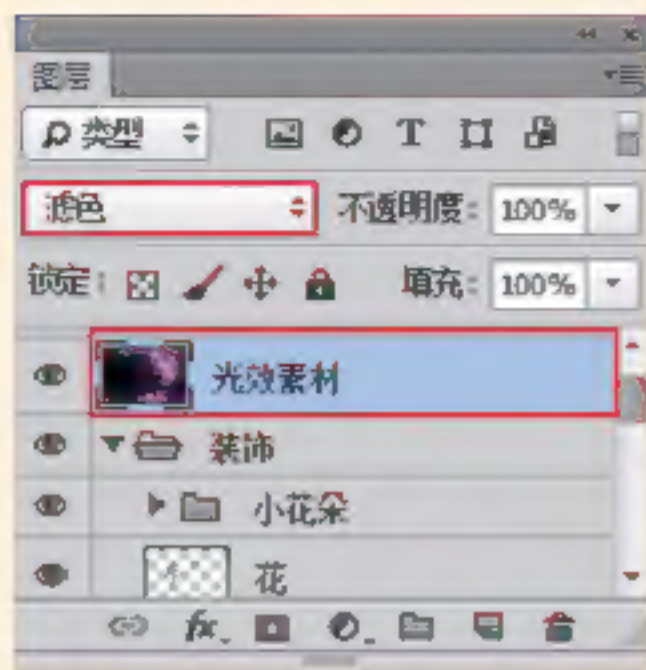 图层
类型 T
滤色 不透明度: 100%
锁定: 填充: 100%
光效素材
装饰
小花朵
花
fx.